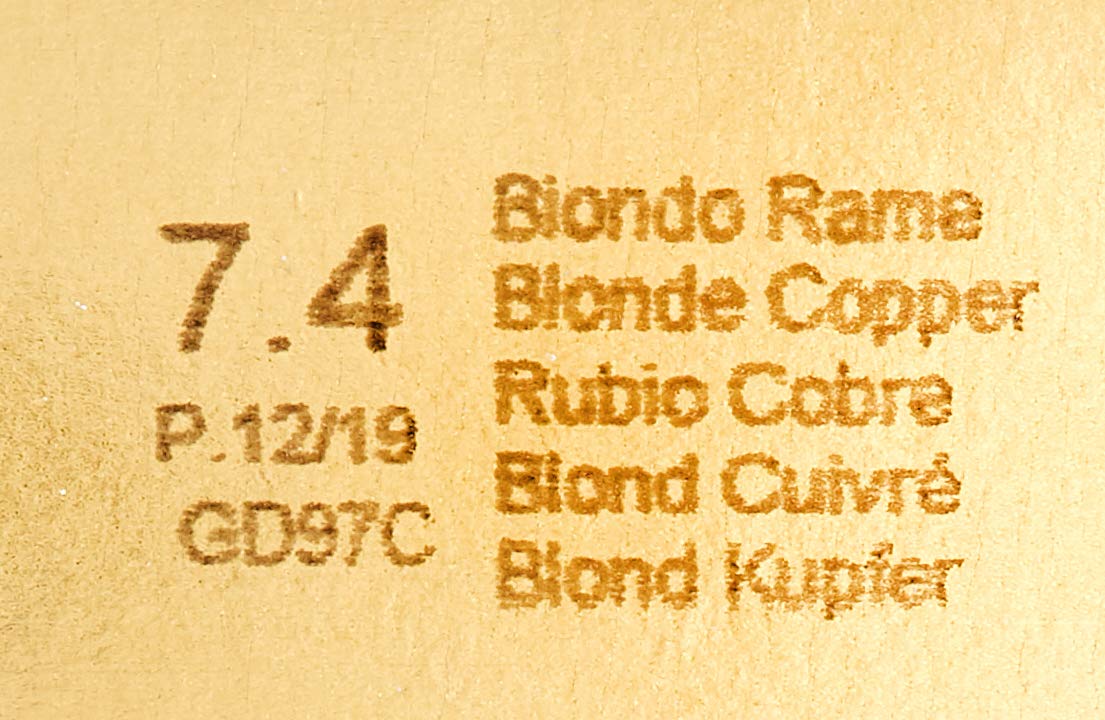 7.4
P.12/19
GD97C
Biondo Rame
Blonde Copper
Rubio Cobre
Blond Cuivré
Blond Kupfer